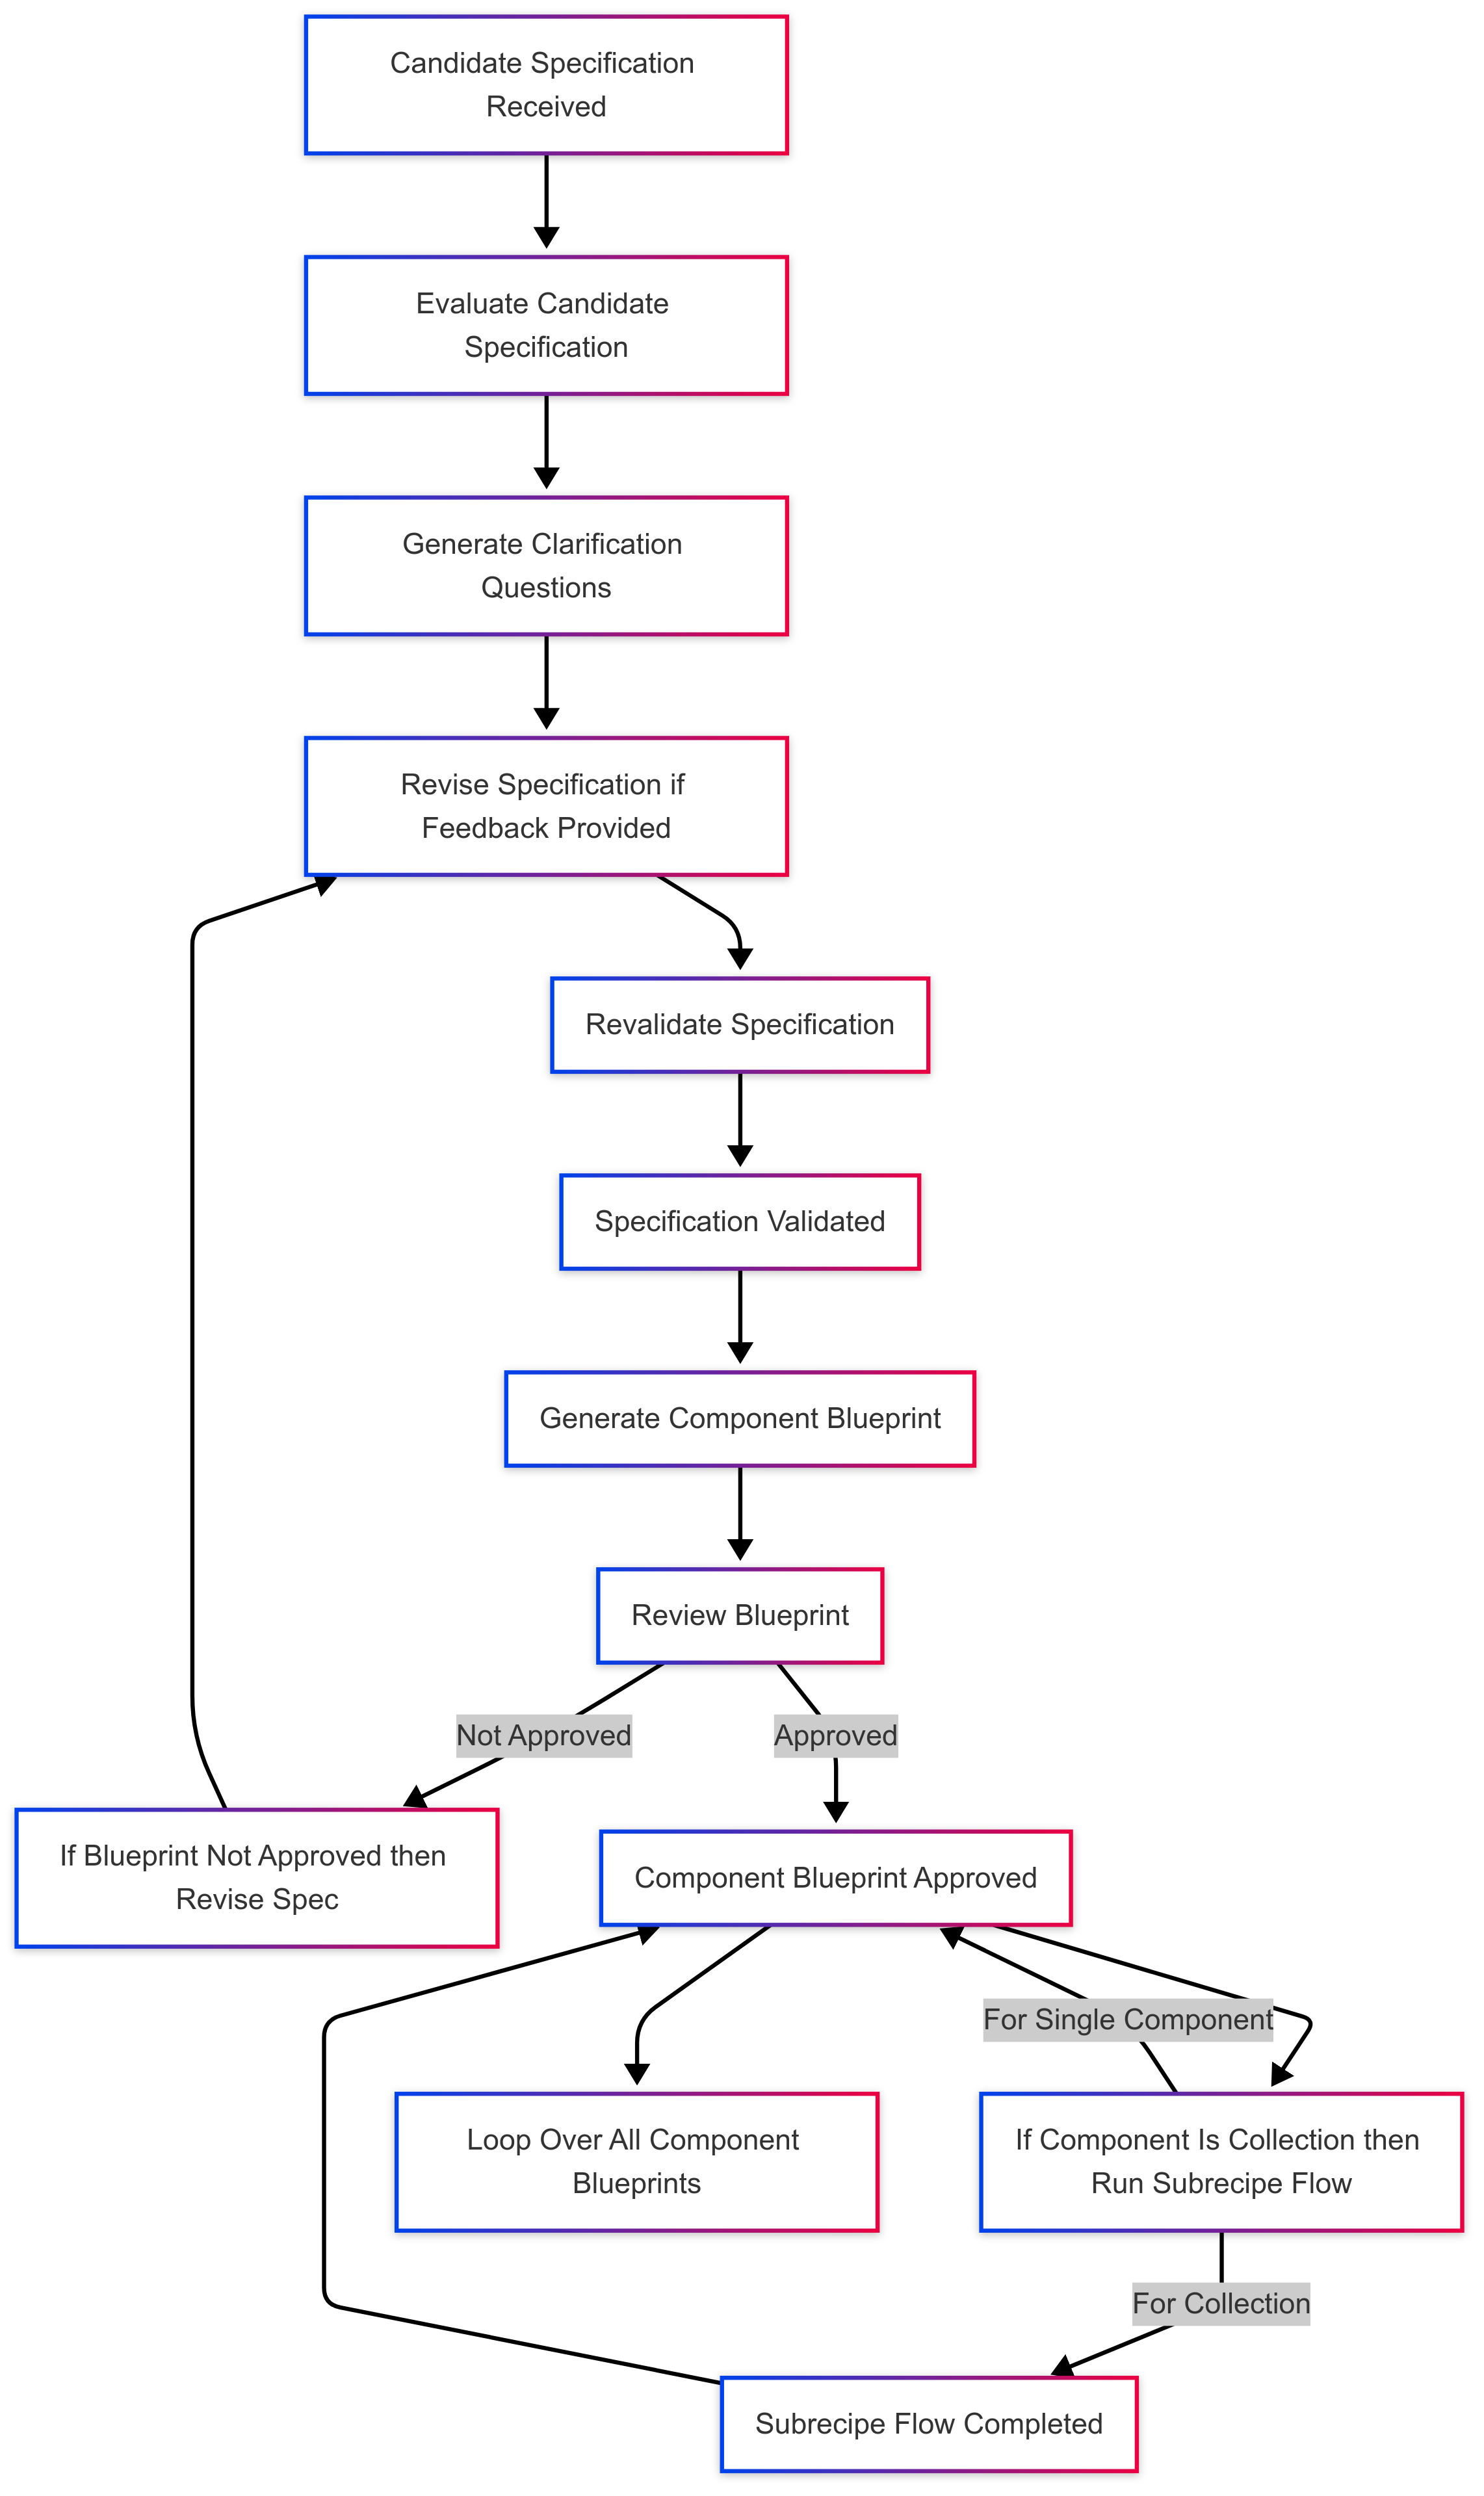 Candidate Specification
Received
Evaluate Candidate
Specification
Generate Clarification
Questions
Revise Specification if
Feedback Provided
Revalidate Specification
Specification Validated
Generate Component Blueprint
Review Blueprint
Not Approved
Approved
If Blueprint Not Approved then
Revise Spec
Component Blueprint Approved
For Single Component
Loop Over All Component
Blueprints
If Component Is Collection then
Run Subrecipe Flow
For Collection
Subrecipe Flow Completed